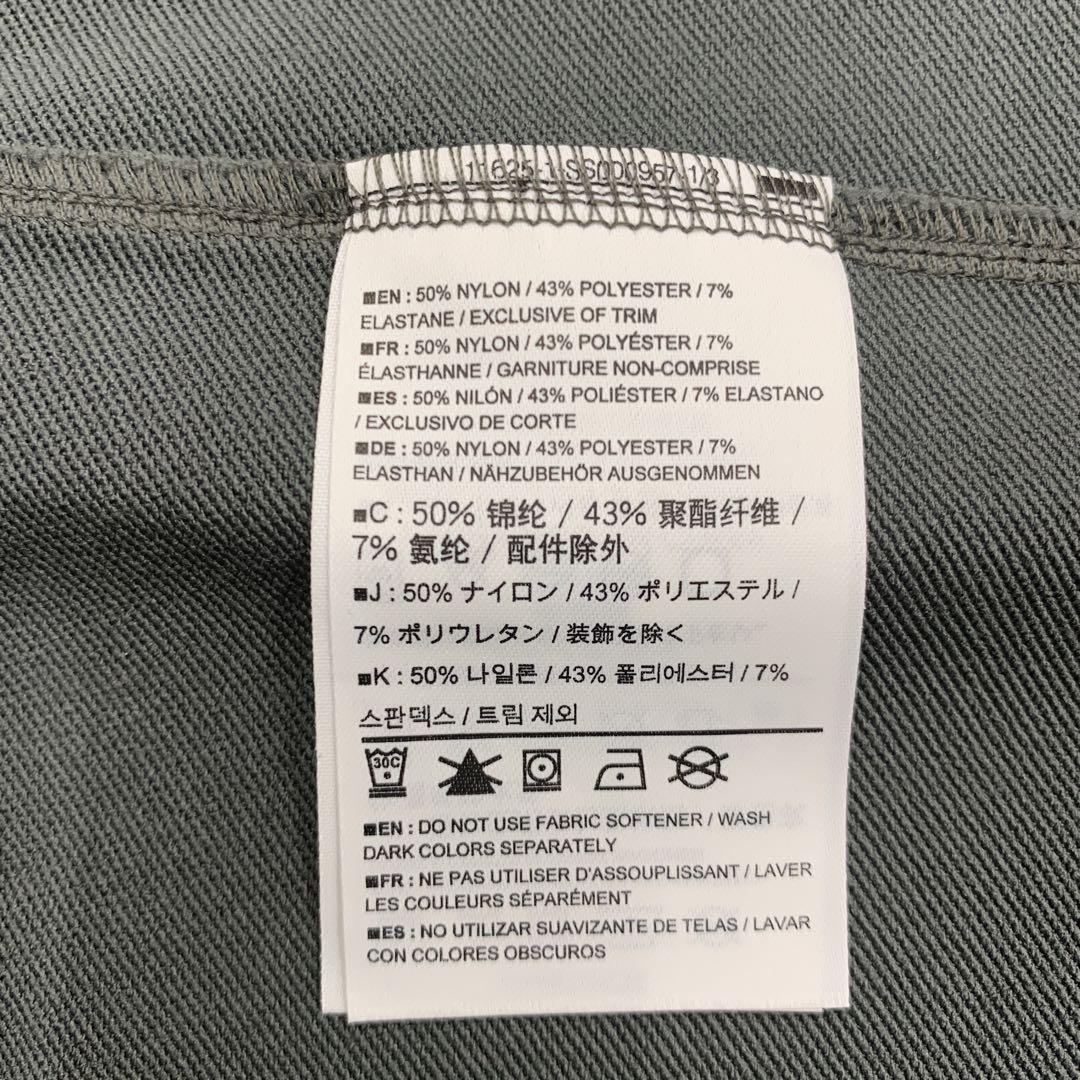 11625-1 SS000957 1/3
EN : 50% NYLON / 43% POLYESTER / 7%
ELASTANE / EXCLUSIVE OF TRIM
FR : 50% NYLON / 43% POLYÉSTER / 7%
ÉLASTHANNE / GARNITURE NON-COMPRISE
ES : 50% NILÓN / 43% POLIÉSTER / 7% ELASTANO
/ EXCLUSIVO DE CORTE
DE : 50% NYLON / 43% POLYESTER / 7%
ELASTHAN / NÄHZUBEHÖR AUSGENOMMEN
C : 50% 锦纶 / 43% 聚酯纤维 /
7% 氨纶 / 配件除外
J : 50% ナイロン / 43% ポリエステル /
7% ポリウレタン / 装飾を除く
K : 50% 나일론 / 43% 폴리에스터 / 7%
스판덱스 / 트림 제외
30C
EN : DO NOT USE FABRIC SOFTENER / WASH
DARK COLORS SEPARATELY
FR : NE PAS UTILISER D'ASSOUPLISSANT / LAVER
LES COULEURS SÉPARÉMENT
ES : NO UTILIZAR SUAVIZANTE DE TELAS / LAVAR
CON COLORES OBSCUROS